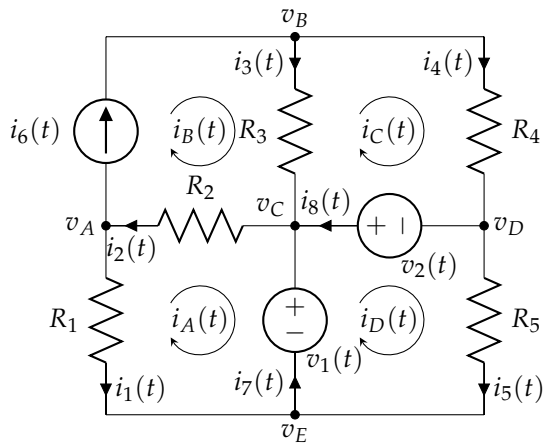 v_B
i_3(t) i_4(t)
i_6(t) i_B(t) R_3 i_C(t) R_4
R_2
v_A v_C i_8(t) + − v_D
i_2(t) v_2(t)
R_1 i_A(t) + − i_D(t) R_5
v_1(t)
i_1(t) i_7(t) i_5(t)
v_E